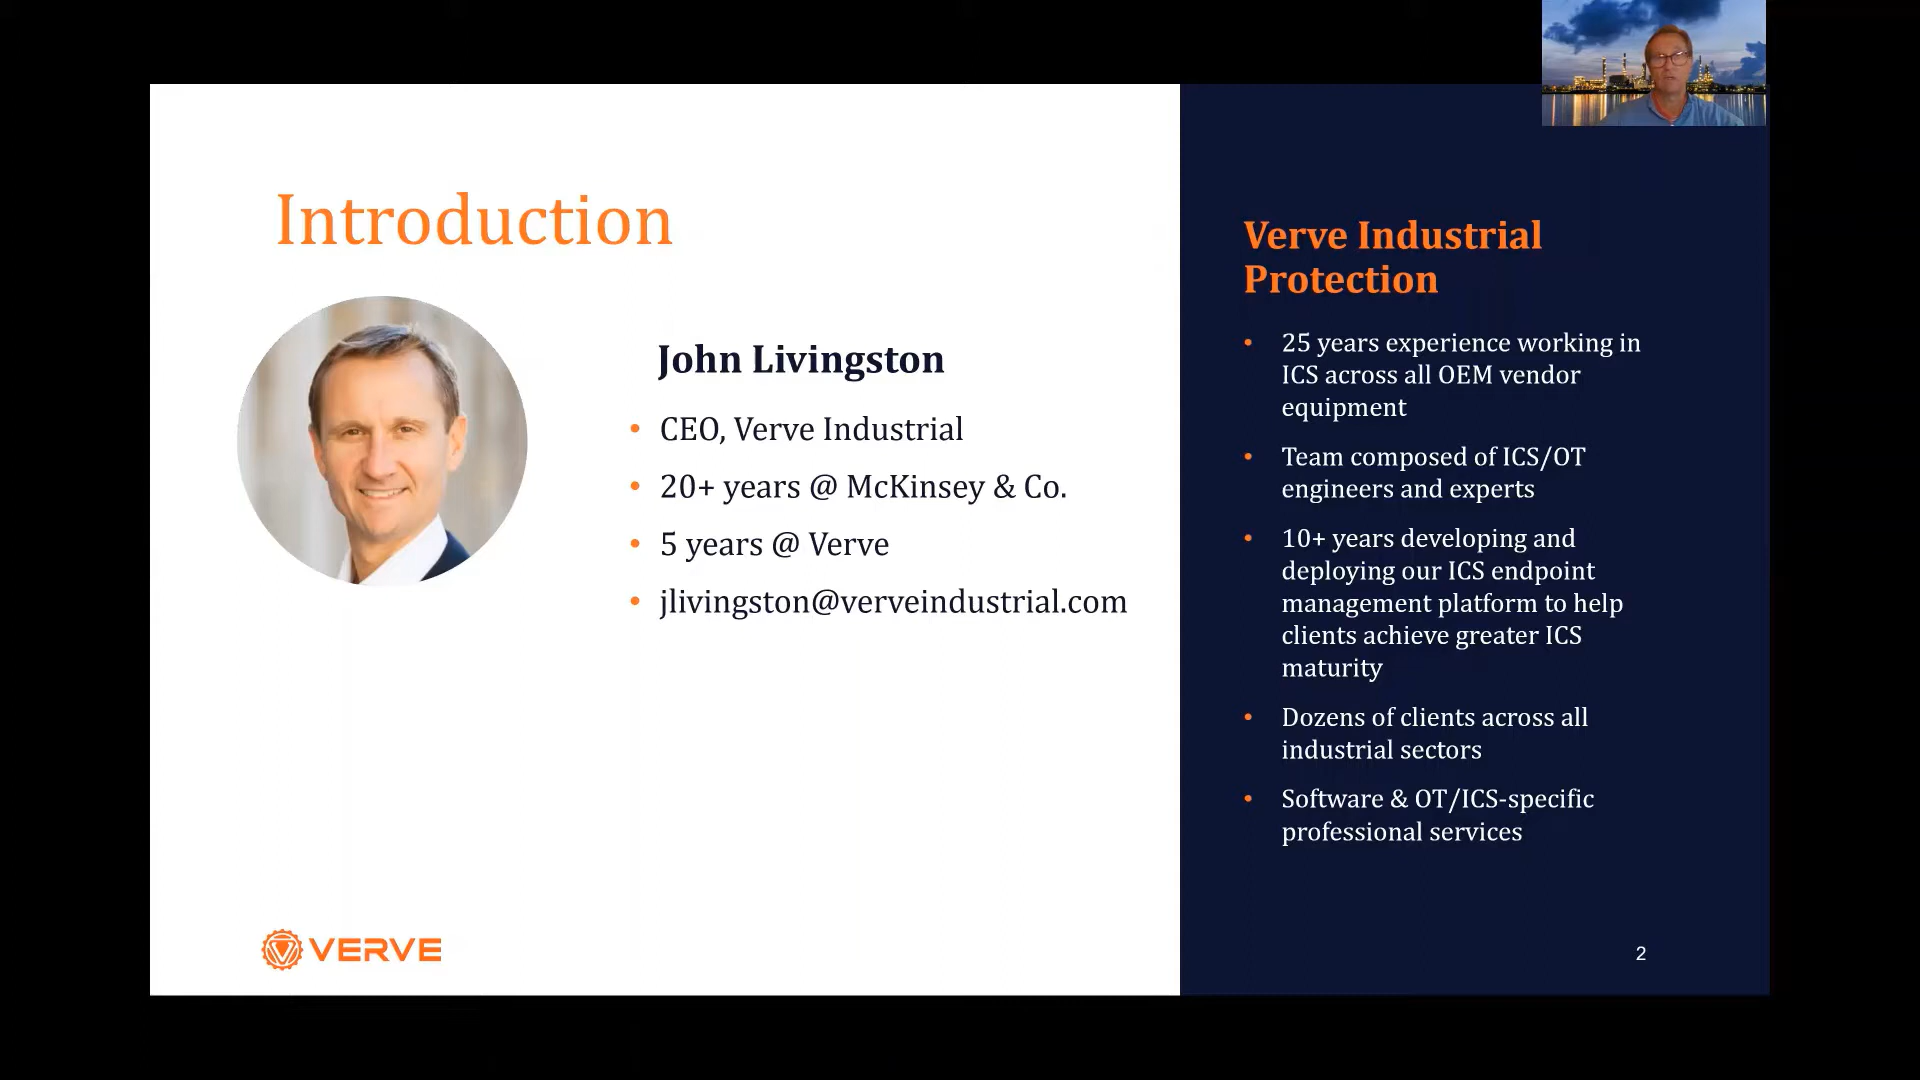 Introduction
John Livingston
• CEO, Verve Industrial
• 20+ years @ McKinsey & Co.
• 5 years @ Verve
• jlivingston@verveindustrial.com
VERVE
Verve Industrial
Protection
• 25 years experience working in
ICS across all OEM vendor
equipment
• Team composed of ICS/OT
engineers and experts
• 10+ years developing and
deploying our ICS endpoint
management platform to help
clients achieve greater ICS
maturity
• Dozens of clients across all
industrial sectors
• Software & OT/ICS-specific
professional services
2